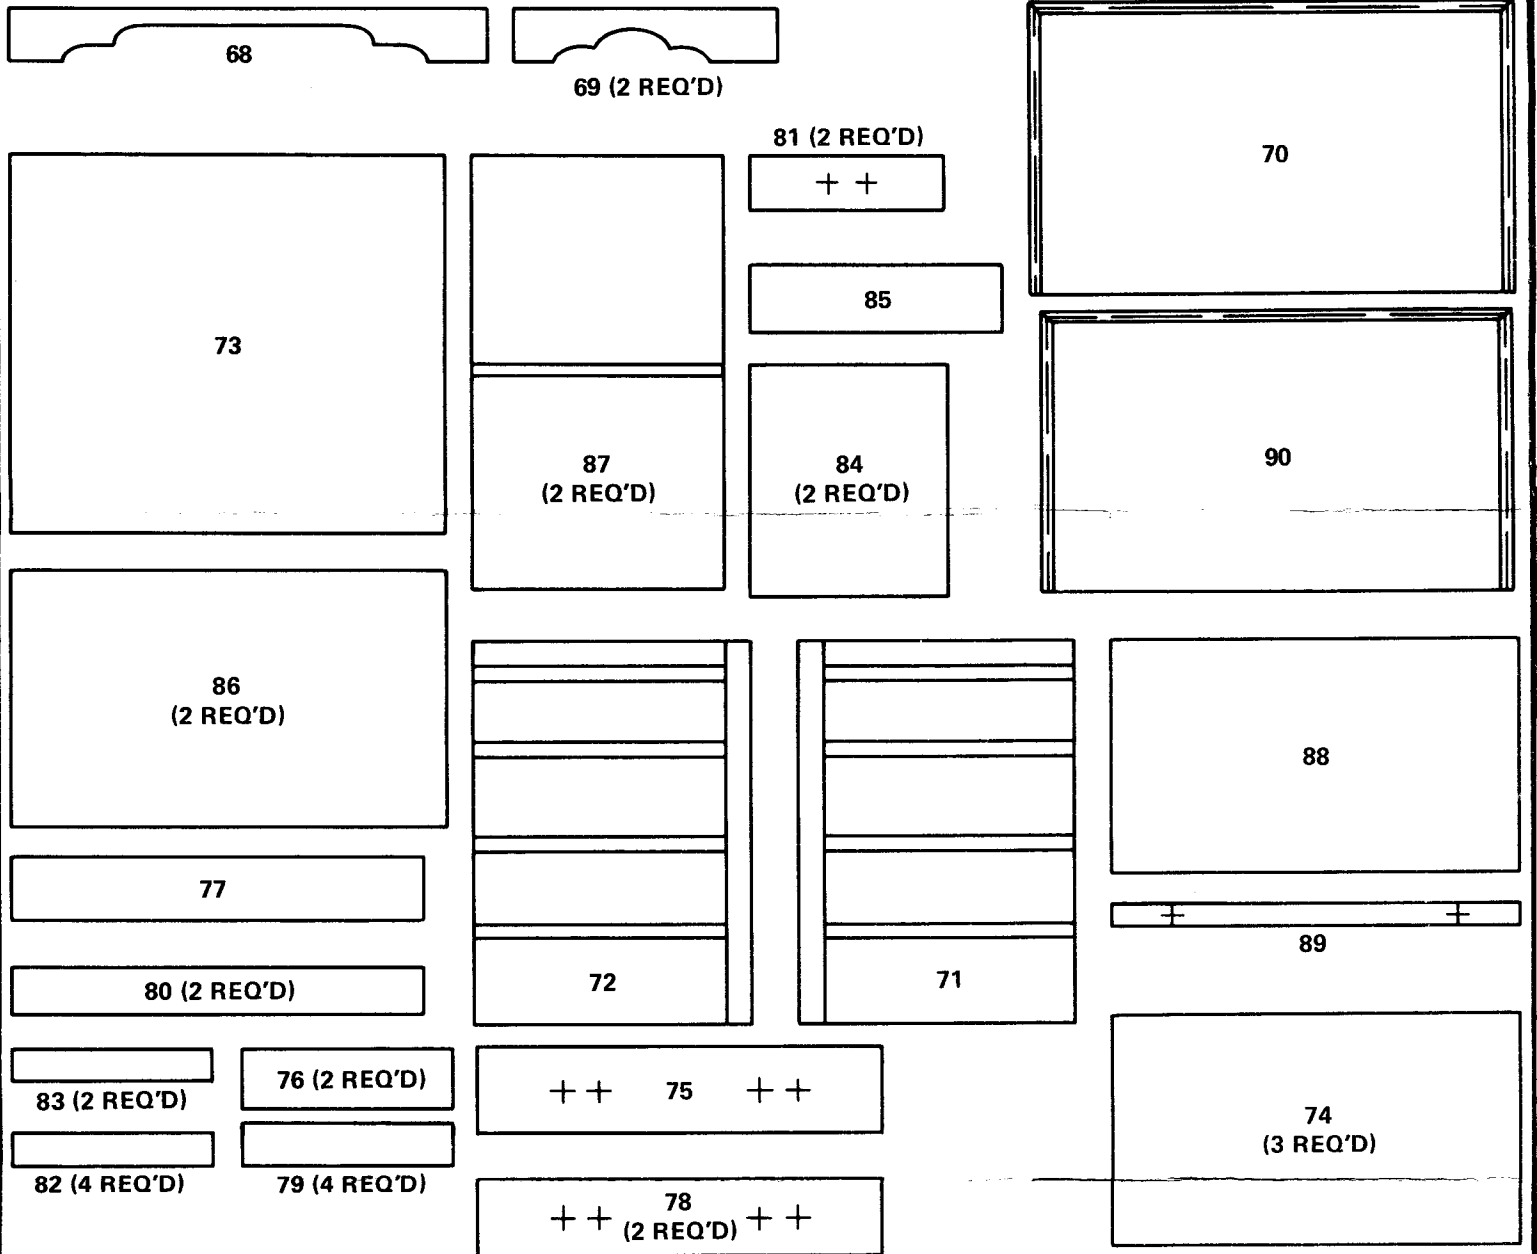 68
69 (2 REQ'D)
70
81 (2 REQ'D)
73
85
87
(2 REQ'D)
84
(2 REQ'D)
90
86
(2 REQ'D)
88
77
72
71
89
80 (2 REQ'D)
83 (2 REQ'D)
76 (2 REQ'D)
75
74
(3 REQ'D)
82 (4 REQ'D)
79 (4 REQ'D)
78
(2 REQ'D)